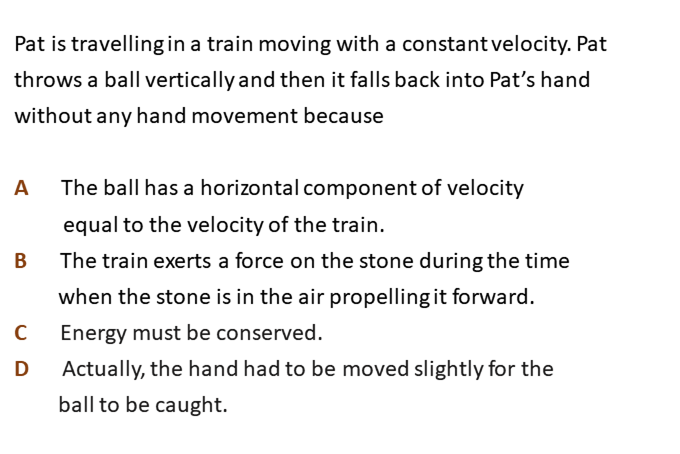 Pat is travelling in a train moving with a constant velocity. Pat
throws a ball vertically and then it falls back into Pat’s hand
without any hand movement because
A The ball has a horizontal component of velocity
equal to the velocity of the train.
B The train exerts a force on the stone during the time
when the stone is in the air propelling it forward.
C Energy must be conserved.
D Actually, the hand had to be moved slightly for the
ball to be caught.